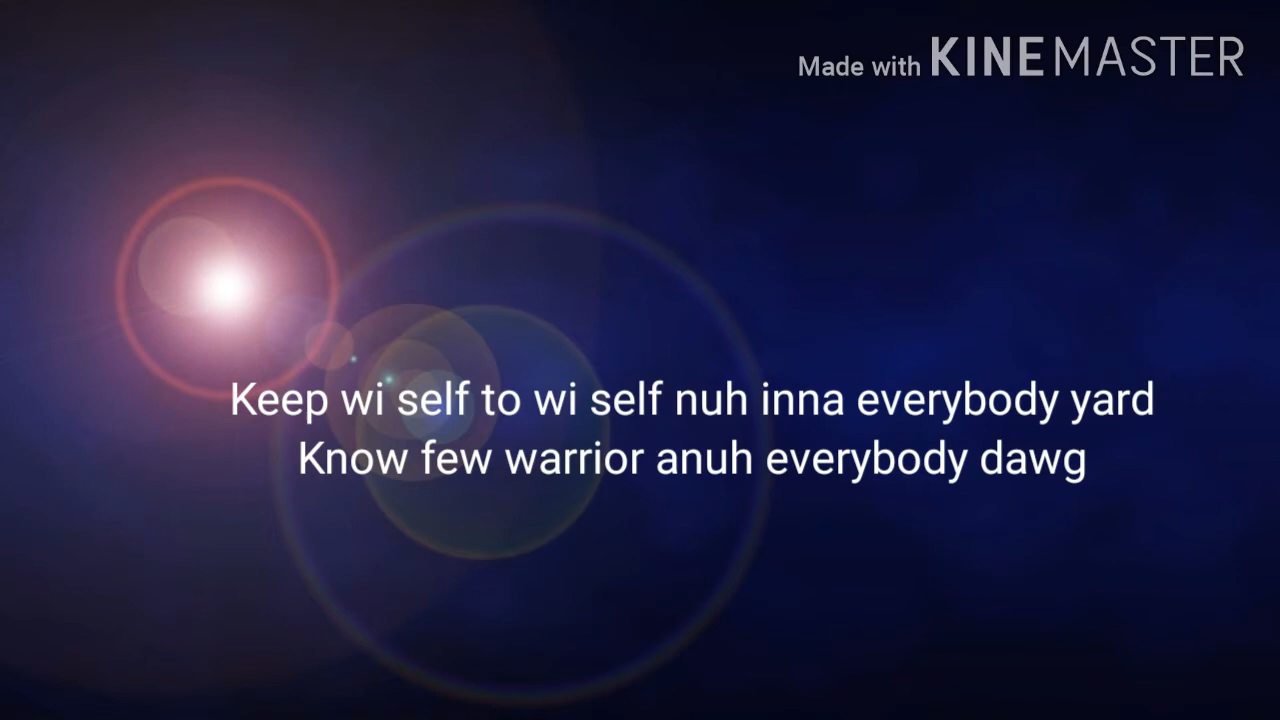 Made with KINEMASTER
Keep wi self to wi self nuh inna everybody yard
Know few warrior anuh everybody dawg